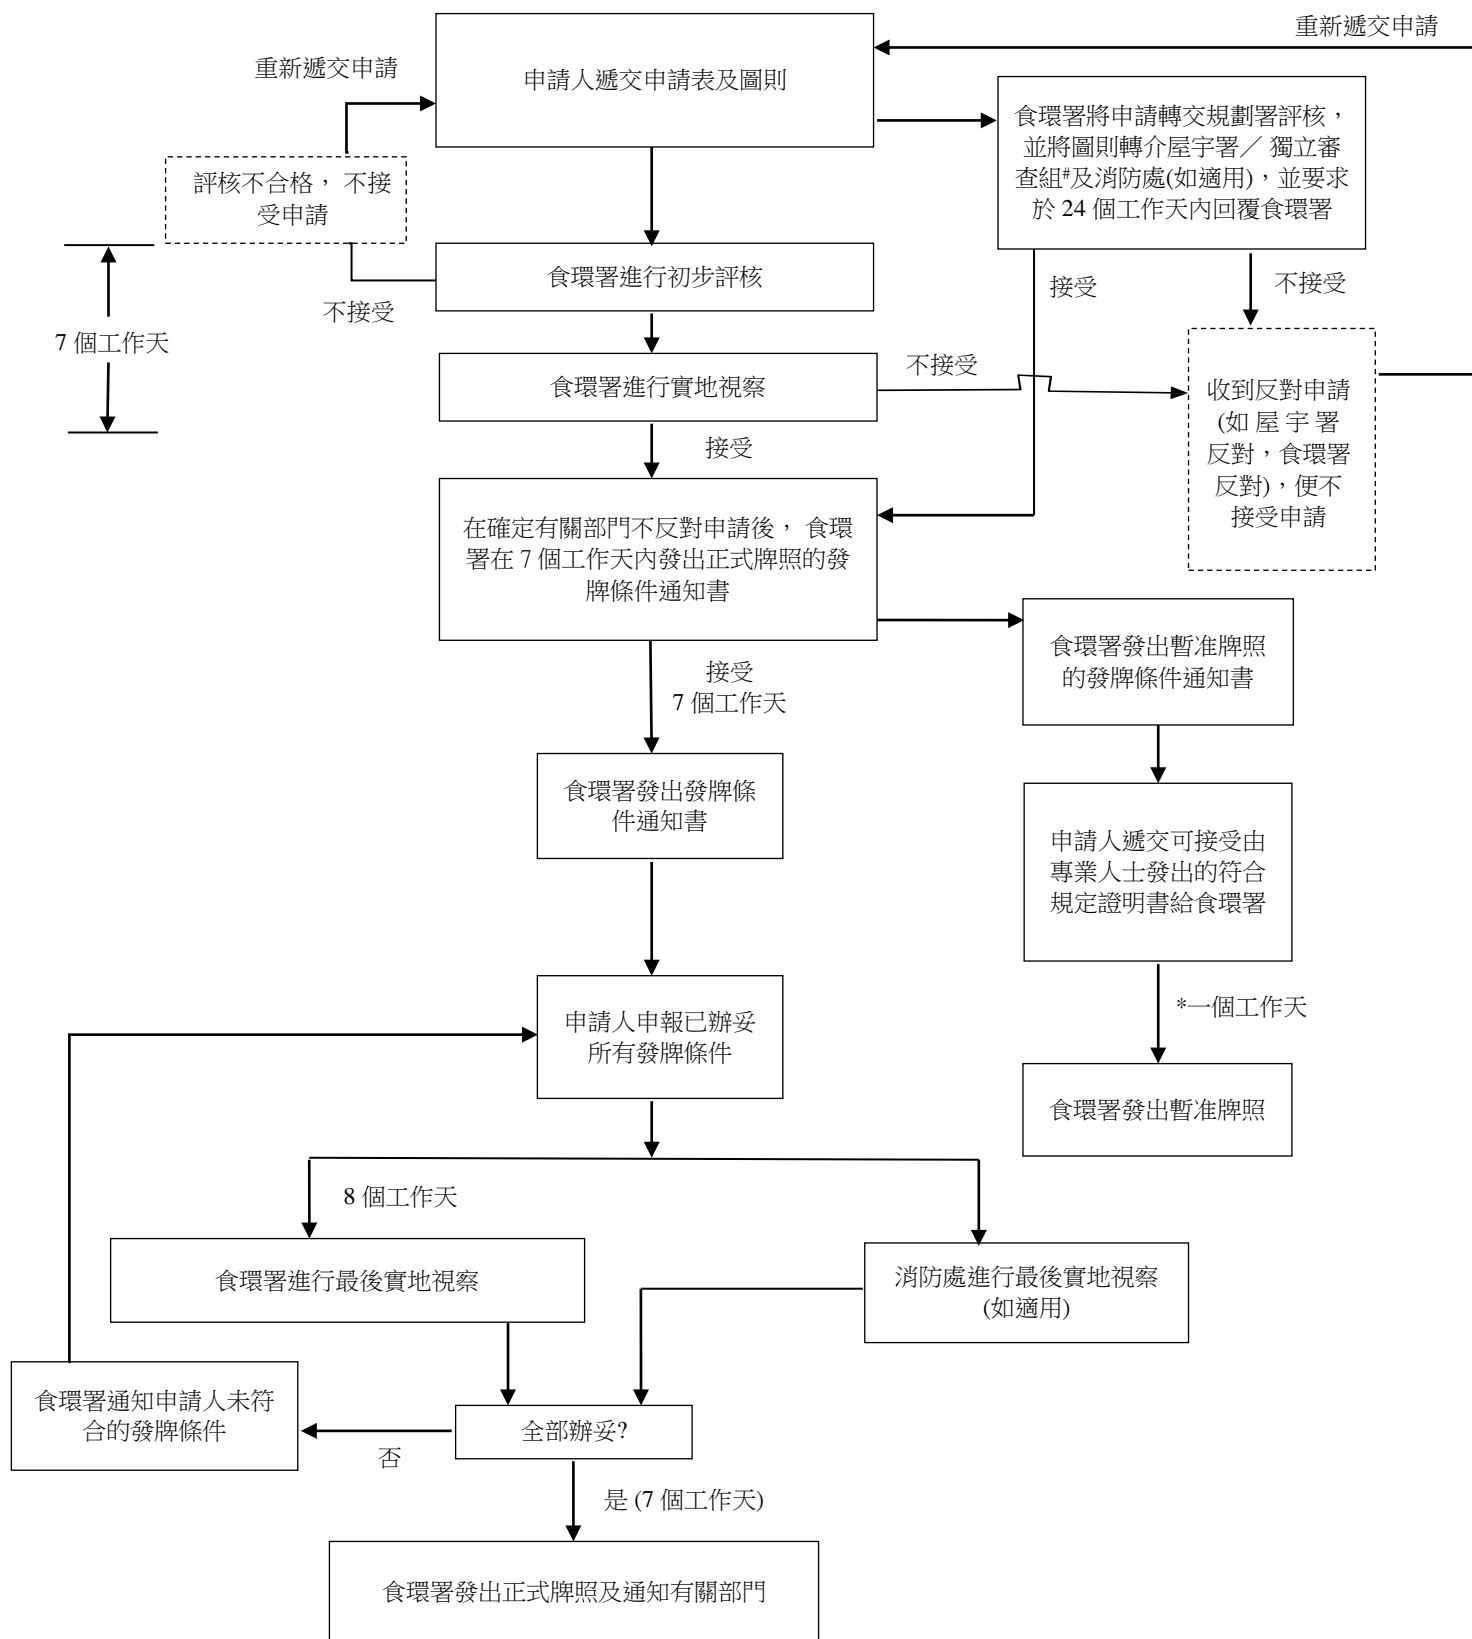 重新遞交申請
重新遞交申請
申請人遞交申請表及圖則
食環署將申請轉交規劃署評核，
並將圖則轉介屋宇署／ 獨立審
查組#及消防處(如適用)，並要求
於 24 個工作天內回覆食環署
評核不合格， 不接
受申請
食環署進行初步評核
不接受
接受
不接受
7 個工作天
食環署進行實地視察
不接受
收到反對申請
(如 屋 宇 署
反對，食環署
反對)，便不
接受申請
接受
在確定有關部門不反對申請後， 食環
署在 7 個工作天內發出正式牌照的發
牌條件通知書
食環署發出暫准牌照
的發牌條件通知書
接受
7 個工作天
食環署發出發牌條
件通知書
申請人遞交可接受由
專業人士發出的符合
規定證明書給食環署
*一個工作天
申請人申報已辦妥
所有發牌條件
食環署發出暫准牌照
8 個工作天
食環署進行最後實地視察
消防處進行最後實地視察
(如適用)
食環署通知申請人未符
合的發牌條件
全部辦妥?
否
是 (7 個工作天)
食環署發出正式牌照及通知有關部門